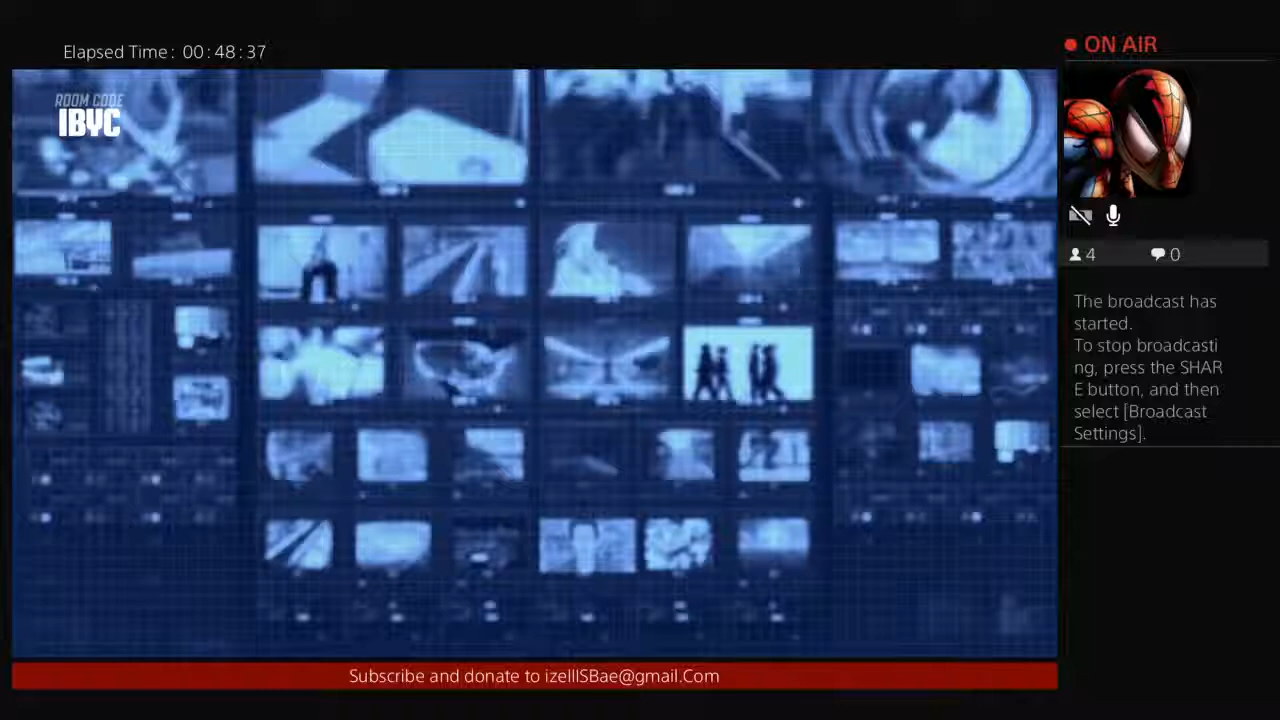 Elapsed Time: 00:48:37
ON AIR
ROOM CODE
IBYC
4
0
The broadcast has
started.
To stop broadcasti
ng, press the SHAR
E button, and then
select [Broadcast
Settings].
Subscribe and donate to izellISBae@gmail.Com